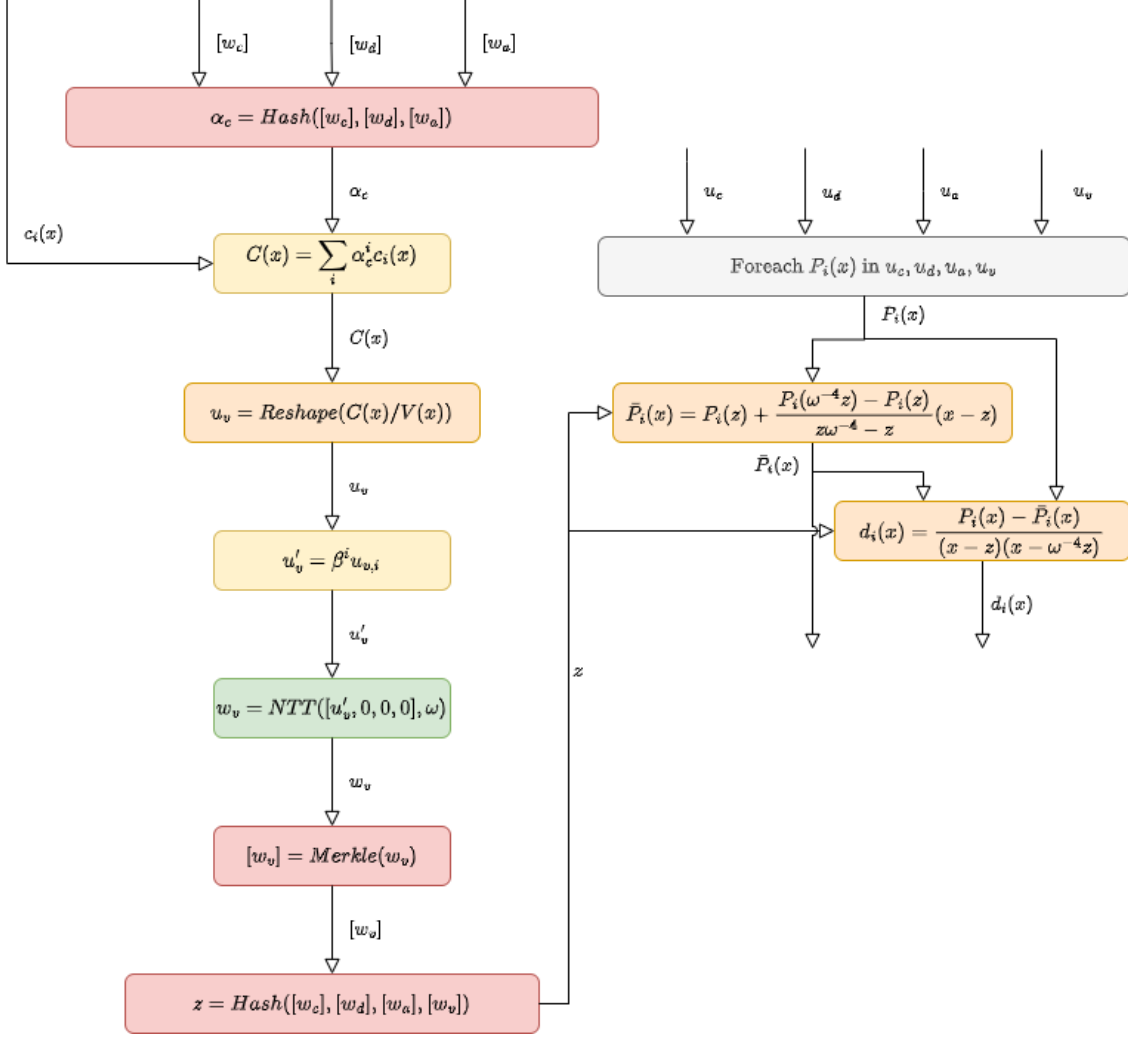 [w_c]
[w_d]
[w_a]
α_c = Hash([w_c], [w_d], [w_a])
α_c
c_i(x)
C(x) = ∑_i α_c^i c_i(x)
C(x)
u_v = Reshape(C(x)/V(x))
u_v
u'_v = β^i u_{v,i}
u'_v
w_v = NTT([u'_v, 0, 0, 0], ω)
w_v
[w_v] = Merkle(w_v)
[w_v]
z = Hash([w_c], [w_d], [w_a], [w_v])
z
u_c
u_d
u_a
u_v
Foreach P_i(x) in u_c, u_d, u_a, u_v
P_i(x)
P̄_i(x) = P_i(z) + \frac{P_i(ω^{-4}z) − P_i(z)}{zω^{-4} − z}(x − z)
P̄_i(x)
d_i(x) = \frac{P_i(x) − P̄_i(x)}{(x − z)(x − ω^{-4}z)}
d_i(x)